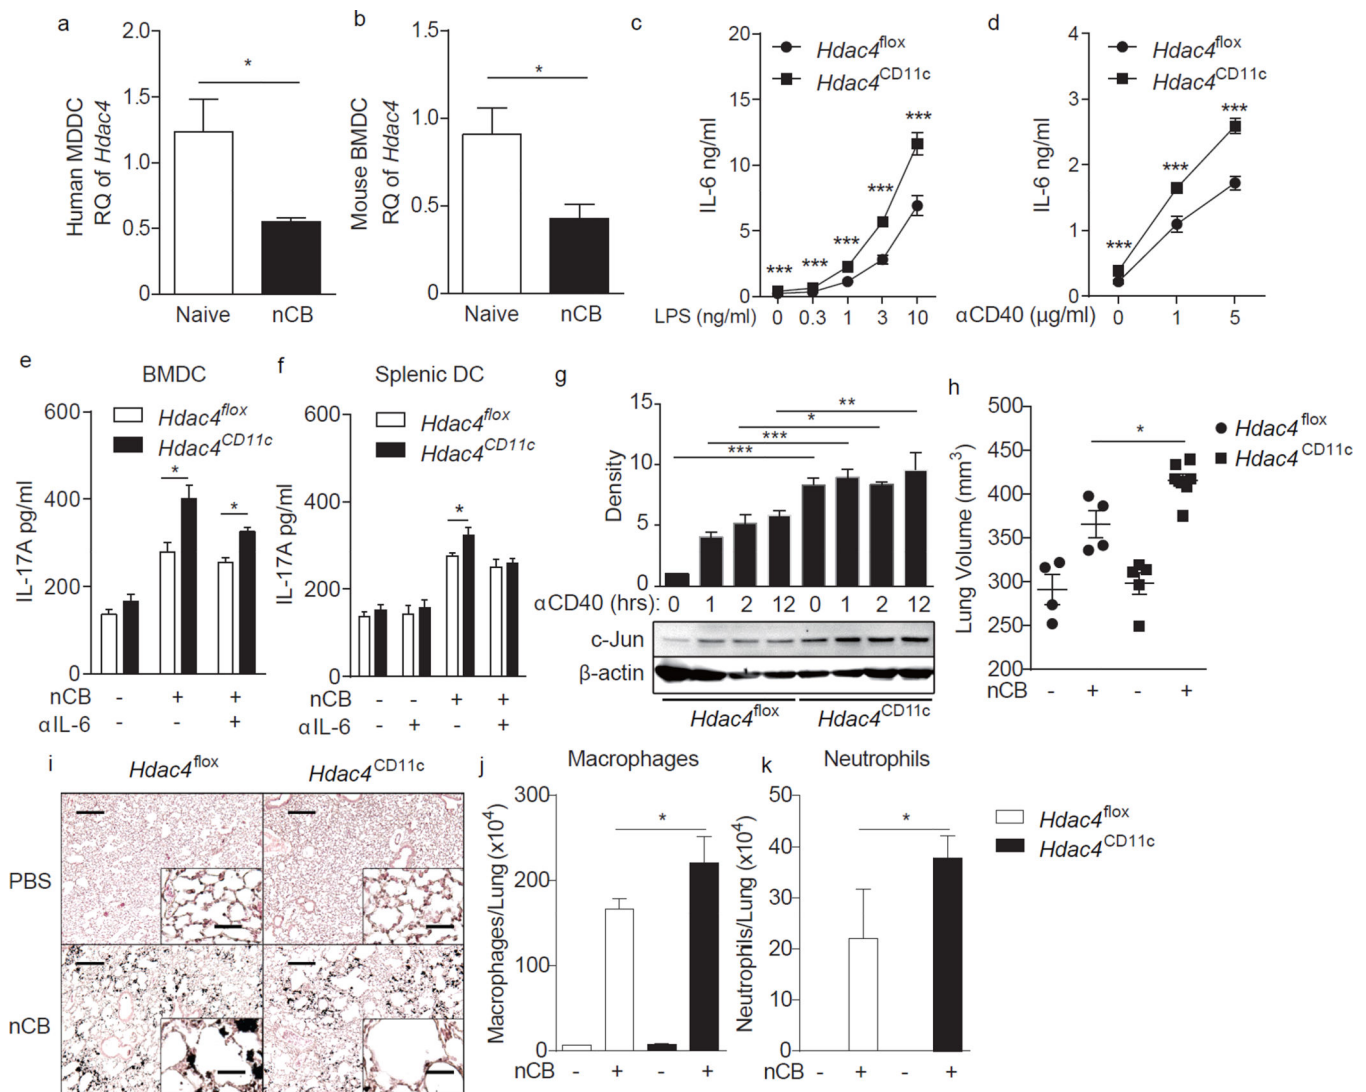 a
2.0
1.5
1.0
0.5
0
Human MDDC
RQ of Hdac4
*
Naive nCB
b
1.5
1.0
0.5
0
Mouse BMDC
RQ of Hdac4
*
Naive nCB
c
20
15
10
5
0
IL-6 ng/ml
Hdac4flox
Hdac4CD11c
*** *** *** *** ***
LPS (ng/ml) 0 0.3 1 3 10
d
4
3
2
1
0
IL-6 ng/ml
Hdac4flox
Hdac4CD11c
*** *** ***
αCD40 (μg/ml) 0 1 5
e
BMDC
600
400
200
0
IL-17A pg/ml
Hdac4flox
Hdac4CD11c
* *
nCB - + +
αIL-6 - - +
f
Splenic DC
600
400
200
0
IL-17A pg/ml
Hdac4flox
Hdac4CD11c
*
- - + +
- + - +
g
15
10
5
0
Density
**
*
***
***
αCD40 (hrs): 0 1 2 12 0 1 2 12
c-Jun
β-actin
Hdac4flox Hdac4CD11c
h
500
450
400
350
300
250
200
Lung Volume (mm3)
*
Hdac4flox
Hdac4CD11c
nCB - + - +
i
Hdac4flox Hdac4CD11c
PBS
nCB
j
Macrophages
300
200
100
0
Macrophages/Lung (x104)
*
nCB - + - +
k
Neutrophils
50
40
30
20
10
0
Neutrophils/Lung (x104)
*
nCB - + - +
Hdac4flox
Hdac4CD11c